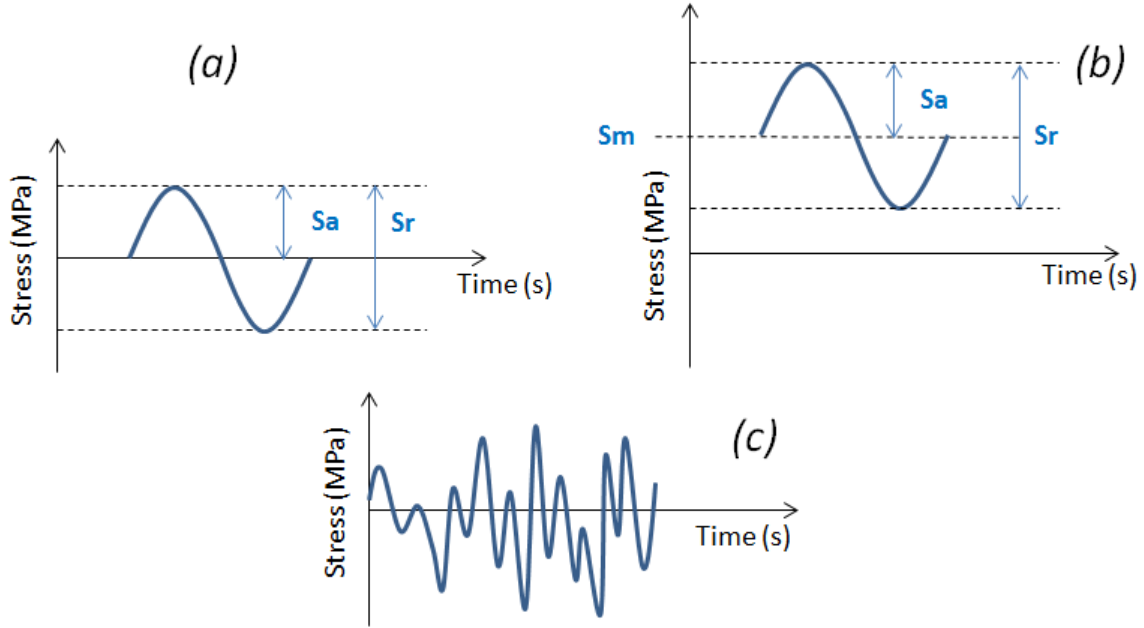 (a)
Stress (MPa)
Sa
Sr
Time (s)
(b)
Stress (MPa)
Sm
Sa
Sr
Time (s)
(c)
Stress (MPa)
Time (s)